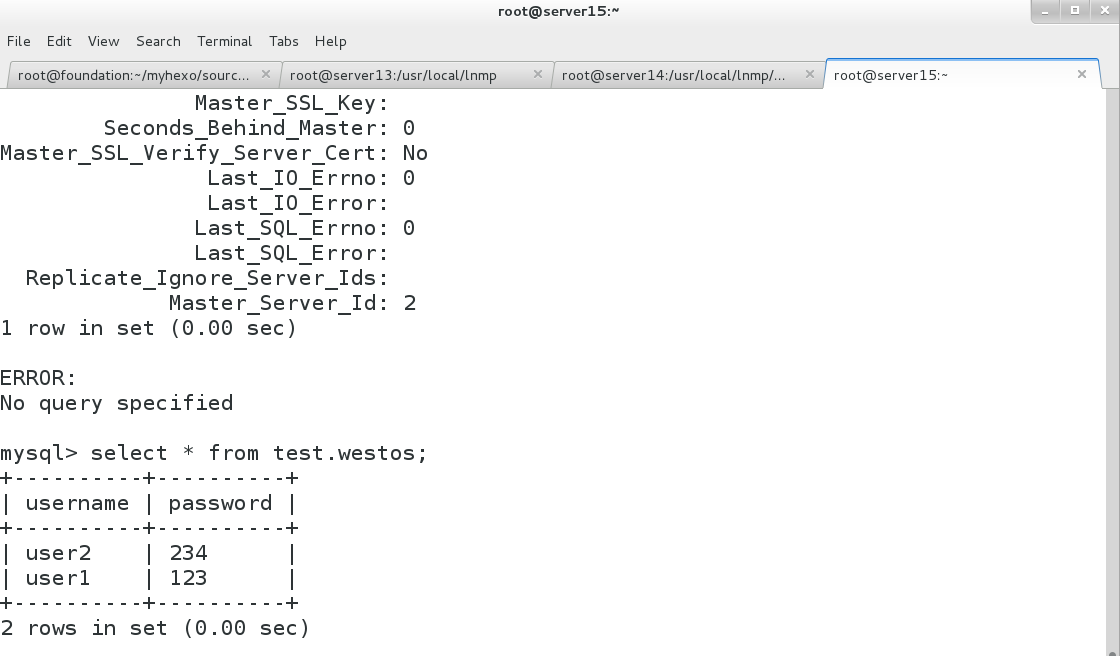 root@server15:~
File Edit View Search Terminal Tabs Help
root@foundation:~/myhexo/sourc... root@server13:/usr/local/lnmp root@server14:/usr/local/lnmp/... root@server15:~
Master_SSL_Key:
Seconds_Behind_Master: 0
Master_SSL_Verify_Server_Cert: No
Last_IO_Errno: 0
Last_IO_Error:
Last_SQL_Errno: 0
Last_SQL_Error:
Replicate_Ignore_Server_Ids:
Master_Server_Id: 2
1 row in set (0.00 sec)
ERROR:
No query specified
mysql> select * from test.westos;
+----------+----------+
| username | password |
+----------+----------+
| user2    | 234      |
| user1    | 123      |
+----------+----------+
2 rows in set (0.00 sec)